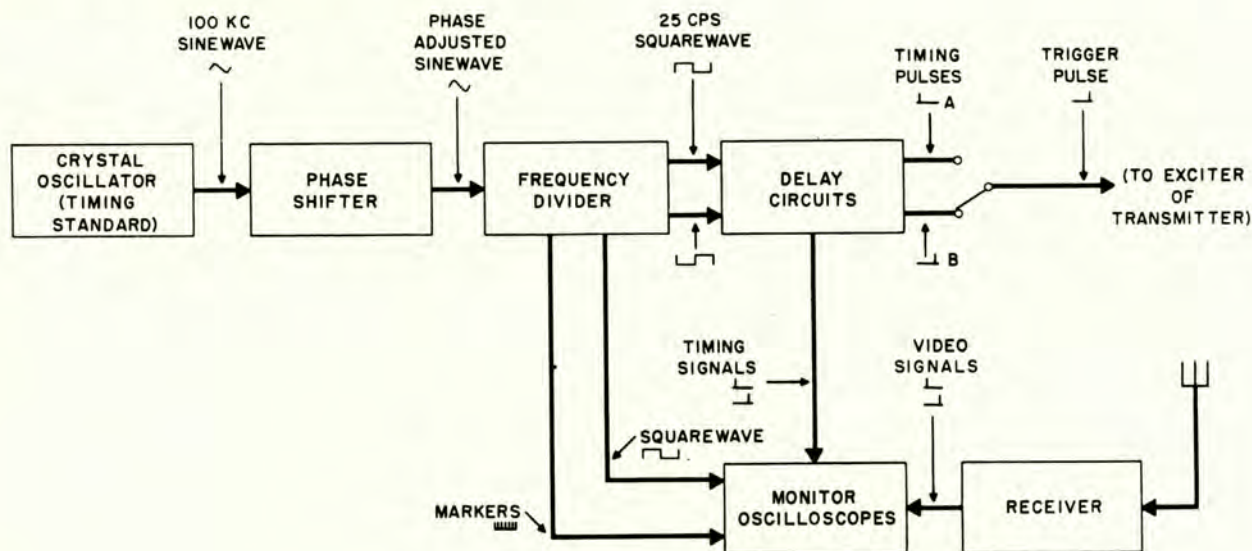 100 KC
SINEWAVE
PHASE
ADJUSTED
SINEWAVE
25 CPS
SQUAREWAVE
TIMING
PULSES
A
TRIGGER
PULSE
CRYSTAL
OSCILLATOR
(TIMING
STANDARD)
PHASE
SHIFTER
FREQUENCY
DIVIDER
DELAY
CIRCUITS
(TO EXCITER
OF
TRANSMITTER)
B
TIMING
SIGNALS
VIDEO
SIGNALS
SQUAREWAVE
MARKERS
MONITOR
OSCILLOSCOPES
RECEIVER